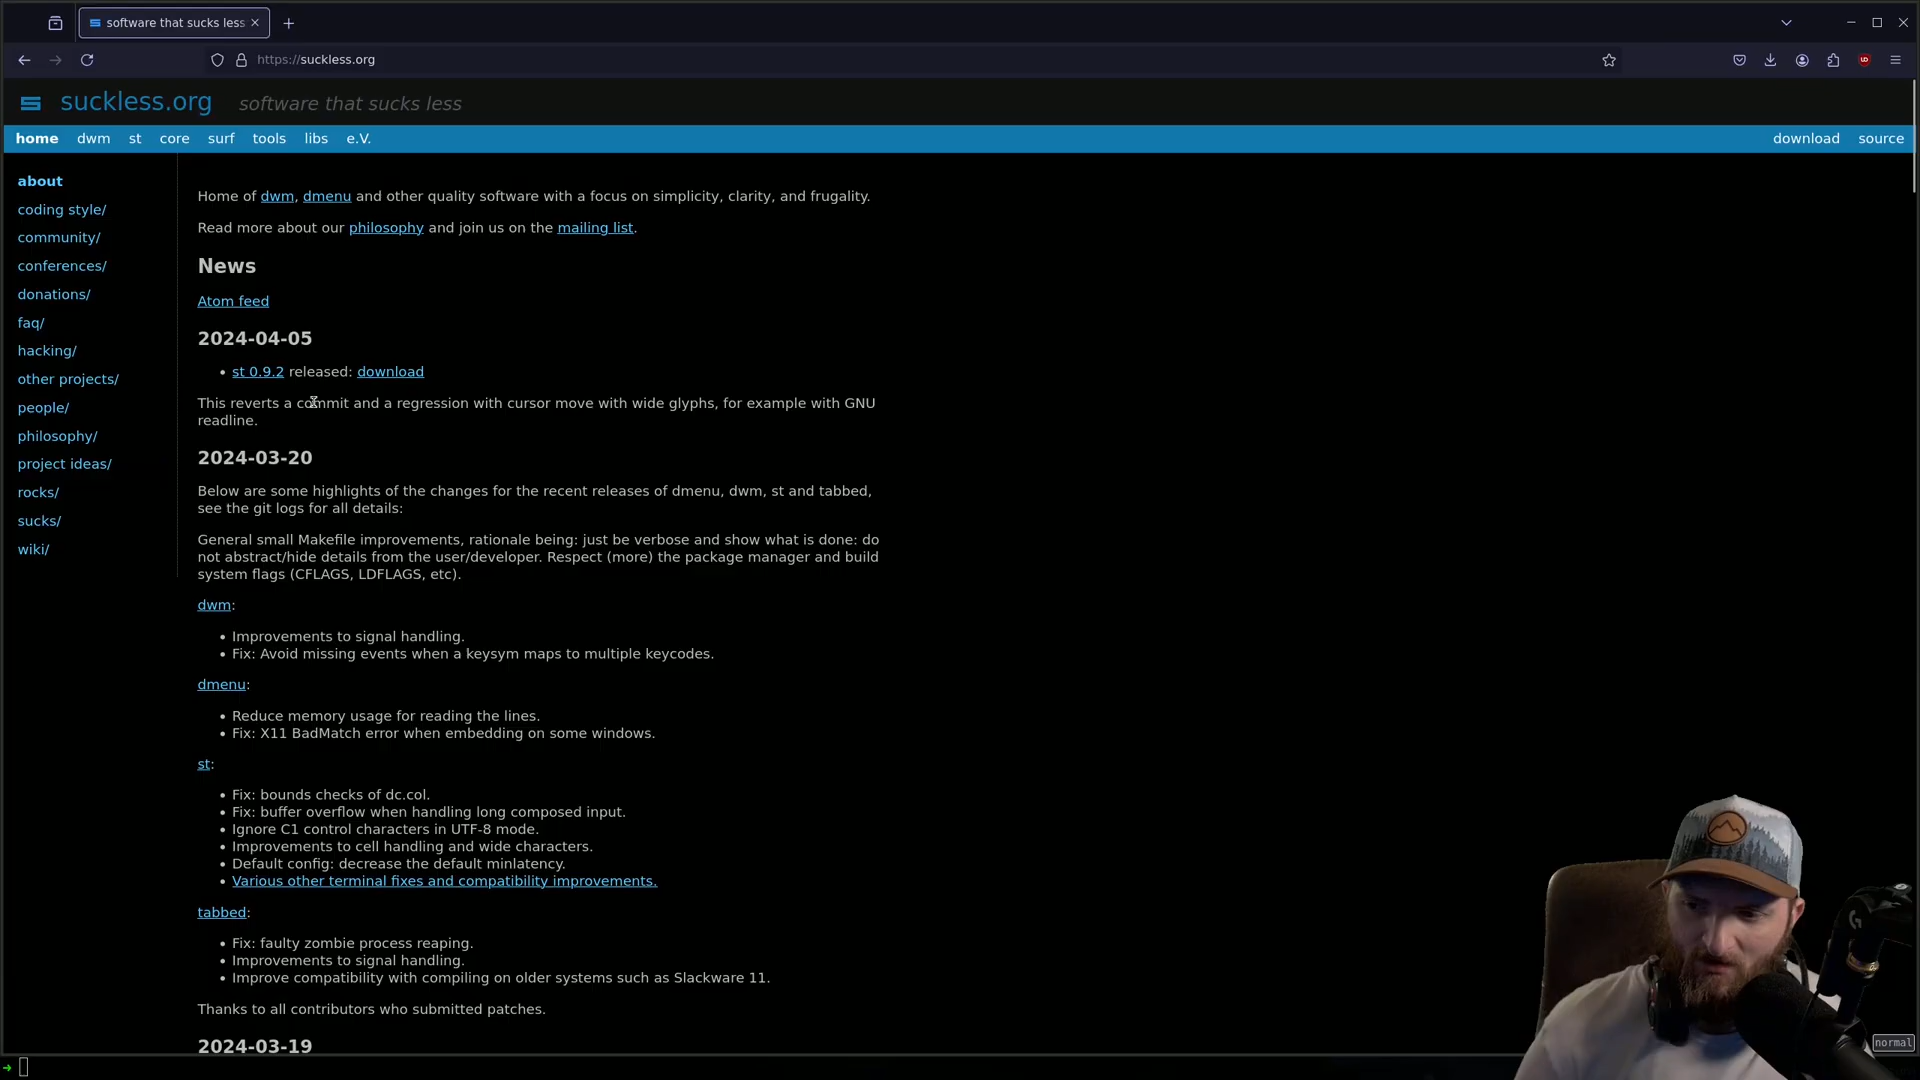 software that sucks less
https://suckless.org
suckless.org software that sucks less
home dwm st core surf tools libs e.V. download source
about
coding style/
community/
conferences/
donations/
faq/
hacking/
other projects/
people/
philosophy/
project ideas/
rocks/
sucks/
wiki/
Home of dwm, dmenu and other quality software with a focus on simplicity, clarity, and frugality.
Read more about our philosophy and join us on the mailing list.
News
Atom feed
2024-04-05
• st 0.9.2 released: download
This reverts a commit and a regression with cursor move with wide glyphs, for example with GNU
readline.
2024-03-20
Below are some highlights of the changes for the recent releases of dmenu, dwm, st and tabbed,
see the git logs for all details:
General small Makefile improvements, rationale being: just be verbose and show what is done: do
not abstract/hide details from the user/developer. Respect (more) the package manager and build
system flags (CFLAGS, LDFLAGS, etc).
dwm:
• Improvements to signal handling.
• Fix: Avoid missing events when a keysym maps to multiple keycodes.
dmenu:
• Reduce memory usage for reading the lines.
• Fix: X11 BadMatch error when embedding on some windows.
st:
• Fix: bounds checks of dc.col.
• Fix: buffer overflow when handling long composed input.
• Ignore C1 control characters in UTF-8 mode.
• Improvements to cell handling and wide characters.
• Default config: decrease the default minlatency.
• Various other terminal fixes and compatibility improvements.
tabbed:
• Fix: faulty zombie process reaping.
• Improvements to signal handling.
• Improve compatibility with compiling on older systems such as Slackware 11.
Thanks to all contributors who submitted patches.
2024-03-19
normal